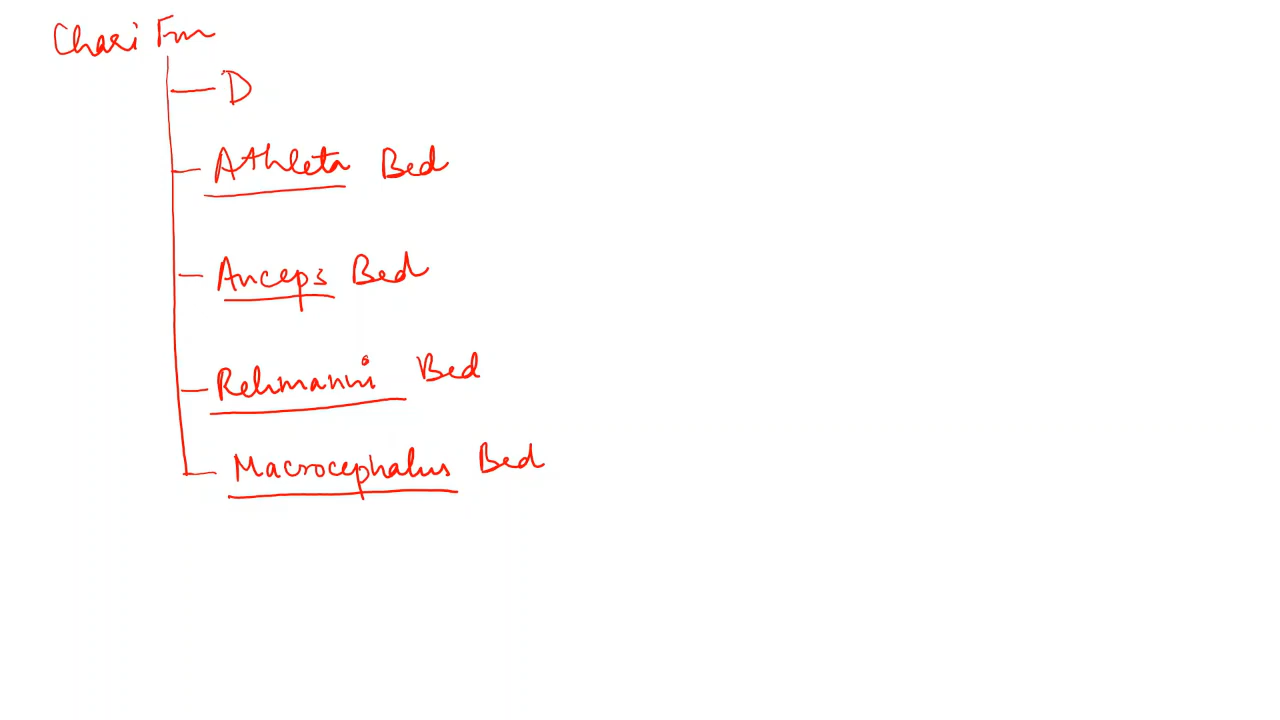 Chari Fm
D
Athleta Bed
Anceps Bed
Rehmanni Bed
Macrocephalus Bed